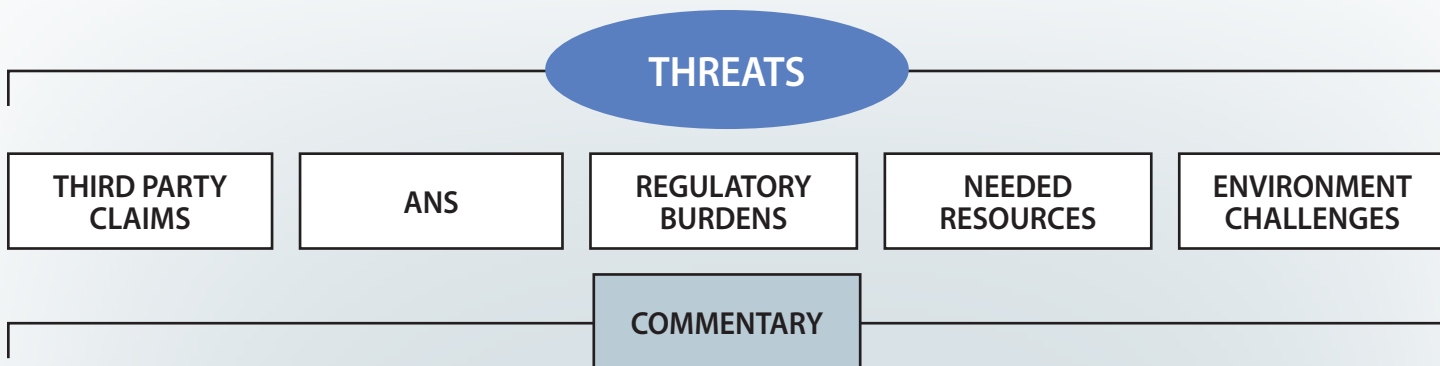 THREATS
THIRD PARTY
CLAIMS
ANS
REGULATORY
BURDENS
NEEDED
RESOURCES
ENVIRONMENT
CHALLENGES
COMMENTARY